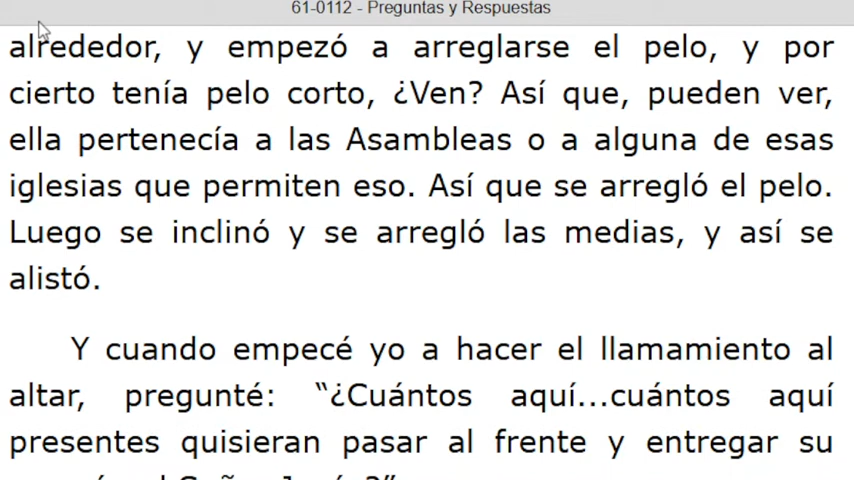 61-0112 - Preguntas y Respuestas
alrededor, y empezó a arreglarse el pelo, y por
cierto tenía pelo corto, ¿Ven? Así que, pueden ver,
ella pertenecía a las Asambleas o a alguna de esas
iglesias que permiten eso. Así que se arregló el pelo.
Luego se inclinó y se arregló las medias, y así se
alistó.
Y cuando empecé yo a hacer el llamamiento al
altar, pregunté: “¿Cuántos aquí...cuántos aquí
presentes quisieran pasar al frente y entregar su